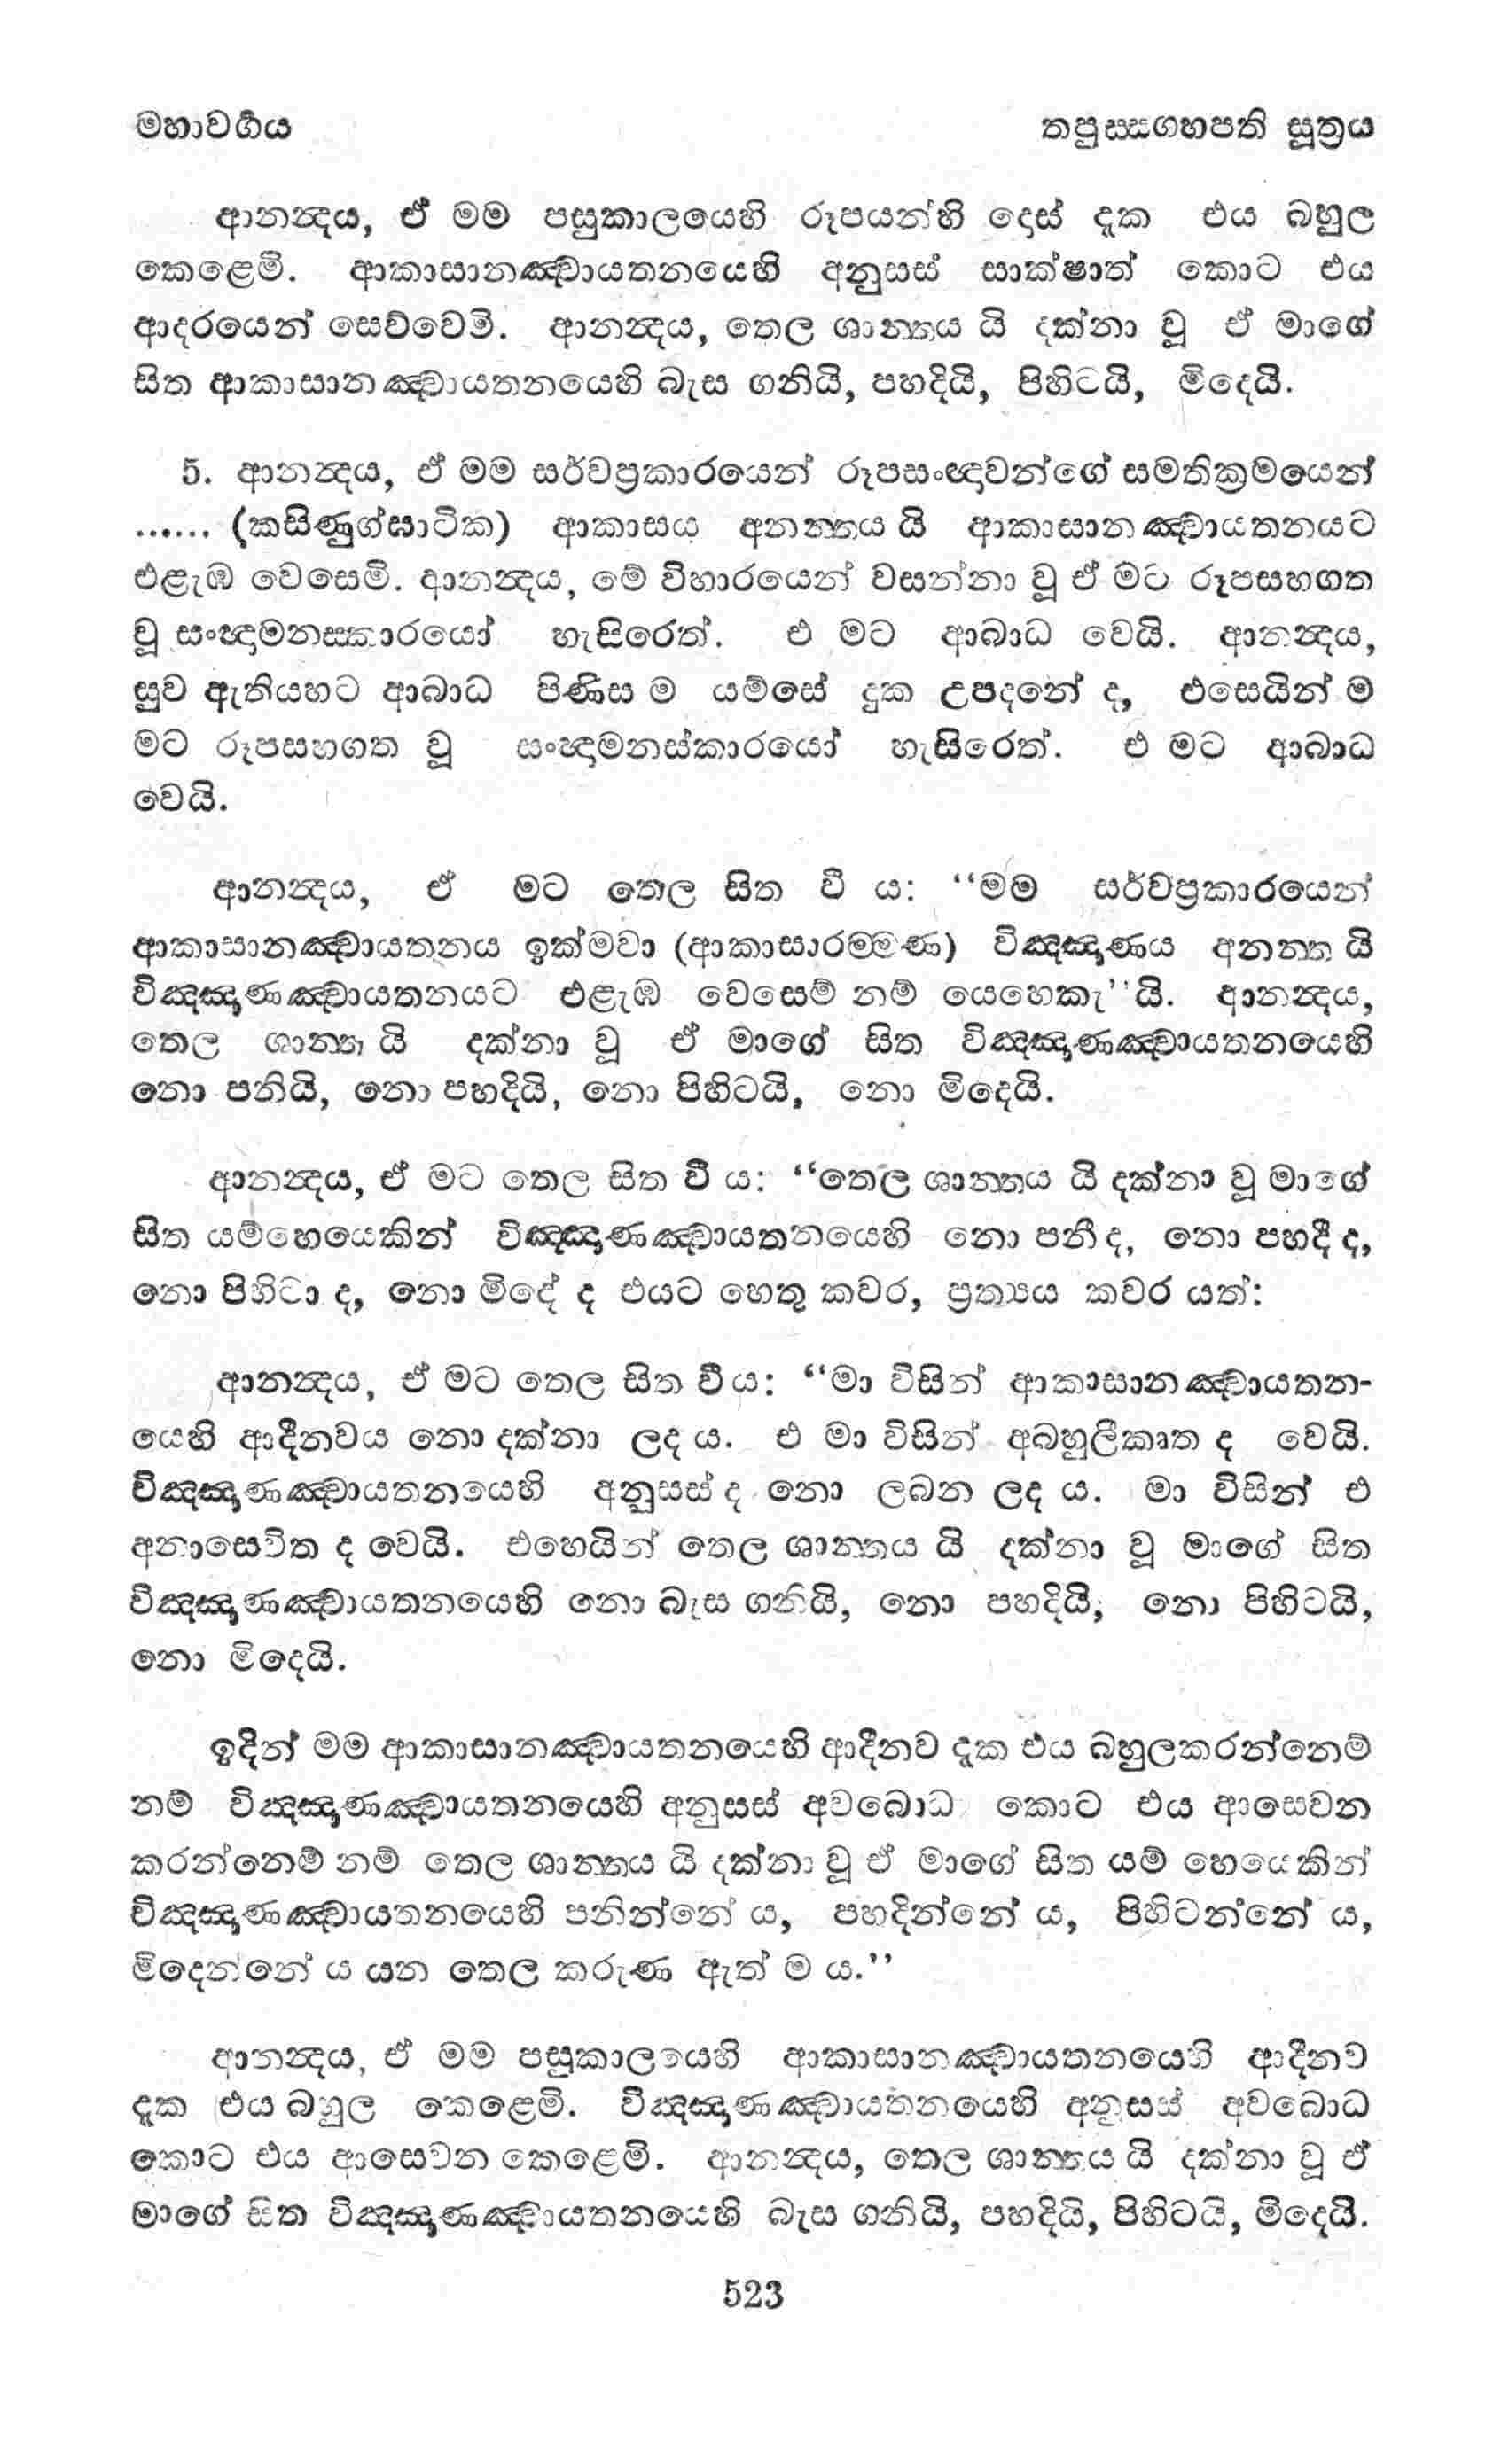 මහාවර්‍ගය තපුස්සගහපති සූත්‍රය
ආනන්‍දය, ඒ මම පසුකාලයෙහි රූපයන්හි දොස් දැක එය බහුල
කෙළෙමි. ආකාසානඤ්චායතනයෙහි අනුසස් සාක්ෂාත් කොට එය
ආදරයෙන් සෙව්වෙමි. ආනන්‍දය, තෙල ශාන්‍තය යි දක්නා වූ ඒ මාගේ
සිත ආකාසානඤ්චායතනයෙහි බැස ගනියි, පහදියි, පිහිටයි, මිදෙයි.
5. ආනන්‍දය, ඒ මම සර්වප්‍රකාරයෙන් රූපසංඥාවන්ගේ සමතික්‍රමයෙන්
...... (කසිණුග්ඝාටික) ආකාසය අනන්‍තය යි ආකාසානඤ්චායතනයට
එළැඹ වෙසෙමි. ආනන්‍දය, මේ විහාරයෙන් වසන්නා වූ ඒ මට රූපසහගත
වූ සංඥාමනස්කාරයෝ හැසිරෙත්. එ මට ආබාධ වෙයි. ආනන්‍දය,
සුව ඇතියහට ආබාධ පිණිස ම යම්සේ දුක උපදනේ ද, එසෙයින් ම
මට රූපසහගත වූ සංඥාමනස්කාරයෝ හැසිරෙත්. එ මට ආබාධ
වෙයි.
ආනන්‍දය, ඒ මට තෙල සිත වී ය: “මම සර්වප්‍රකාරයෙන්
ආකාසානඤ්චායතනය ඉක්මවා (ආකාසාරම්මණ) විඤ්ඤාණය අනන්‍ත යි
විඤ්ඤාණඤ්චායතනයට එළැඹ වෙසෙම් නම් යෙහෙකැ”යි. ආනන්‍දය,
තෙල ශාන්‍ත යි දක්නා වූ ඒ මාගේ සිත විඤ්ඤාණඤ්චායතනයෙහි
නො පනියි, නො පහදියි, නො පිහිටයි, නො මිදෙයි.
ආනන්‍දය, ඒ මට තෙල සිත වී ය: “තෙල ශාන්‍තය යි දක්නා වූ මාගේ
සිත යම්හෙයෙකින් විඤ්ඤාණඤ්චායතනයෙහි නො පනී ද, නො පහදී ද,
නො පිහිටා ද, නො මිදේ ද එයට හෙතු කවර, ප්‍රත්‍යය කවර යත්:
ආනන්‍දය, ඒ මට තෙල සිත වී ය: “මා විසින් ආකාසානඤ්චායතන-
යෙහි ආදීනවය නො දක්නා ලද ය. එ මා විසින් අබහුලීකෘත ද වෙයි.
විඤ්ඤාණඤ්චායතනයෙහි අනුසස් ද නො ලබන ලද ය. මා විසින් එ
අනාසෙවිත ද වෙයි. එහෙයින් තෙල ශාන්‍තය යි දක්නා වූ මාගේ සිත
විඤ්ඤාණඤ්චායතනයෙහි නො බැස ගනියි, නො පහදියි, නො පිහිටයි,
නො මිදෙයි.
ඉදින් මම ආකාසානඤ්චායතනයෙහි ආදීනව දැක එය බහුලකරන්නෙම්
නම් විඤ්ඤාණඤ්චායතනයෙහි අනුසස් අවබොධ කොට එය ආසෙවන
කරන්නෙම් නම් තෙල ශාන්‍තය යි දක්නා වූ ඒ මාගේ සිත යම් හෙයෙකින්
විඤ්ඤාණඤ්චායතනයෙහි පනින්නේ ය, පහදින්නේ ය, පිහිටන්නේ ය,
මිදෙන්නේ ය යන තෙල කරුණ ඇත් ම ය.”
ආනන්‍දය, ඒ මම පසුකාලයෙහි ආකාසානඤ්චායතනයෙහි ආදීනව
දැක එය බහුල කෙළෙමි. විඤ්ඤාණඤ්චායතනයෙහි අනුසස් අවබොධ
කොට එය ආසෙවන කෙළෙමි. ආනන්‍දය, තෙල ශාන්‍තය යි දක්නා වූ ඒ
මාගේ සිත විඤ්ඤාණඤ්චායතනයෙහි බැස ගනියි, පහදියි, පිහිටයි, මිදෙයි.
523